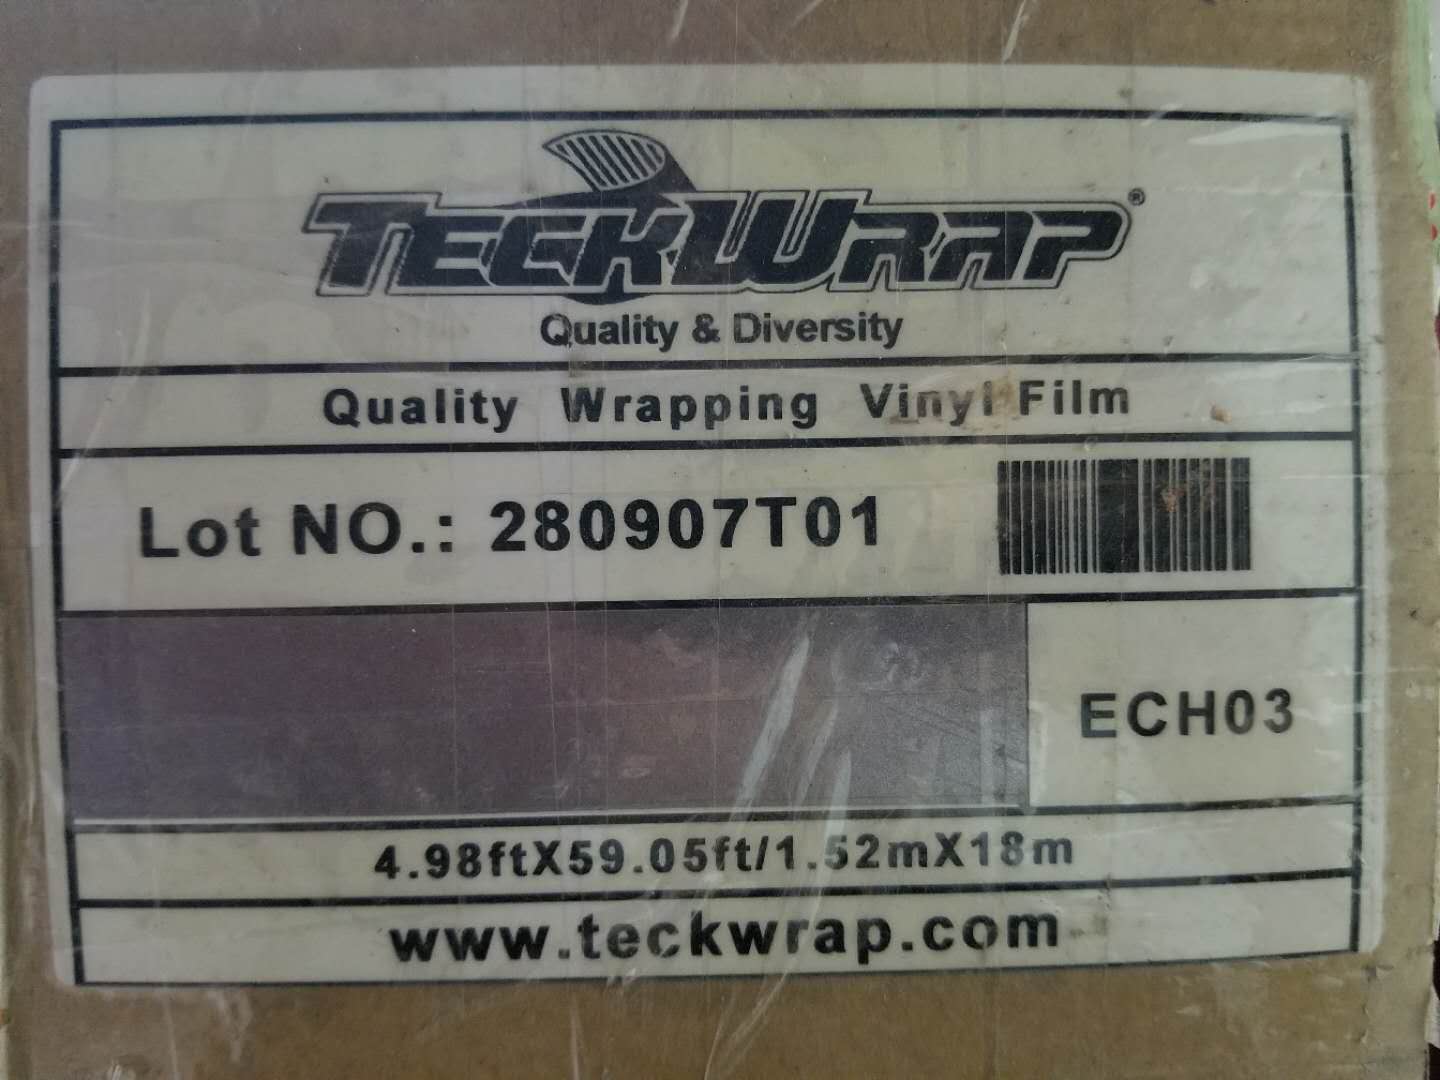 TECKWRAP®
Quality & Diversity
Quality Wrapping Vinyl Film
Lot NO.: 280907T01
ECH03
4.98ftX59.05ft/1.52mX18m
www.teckwrap.com